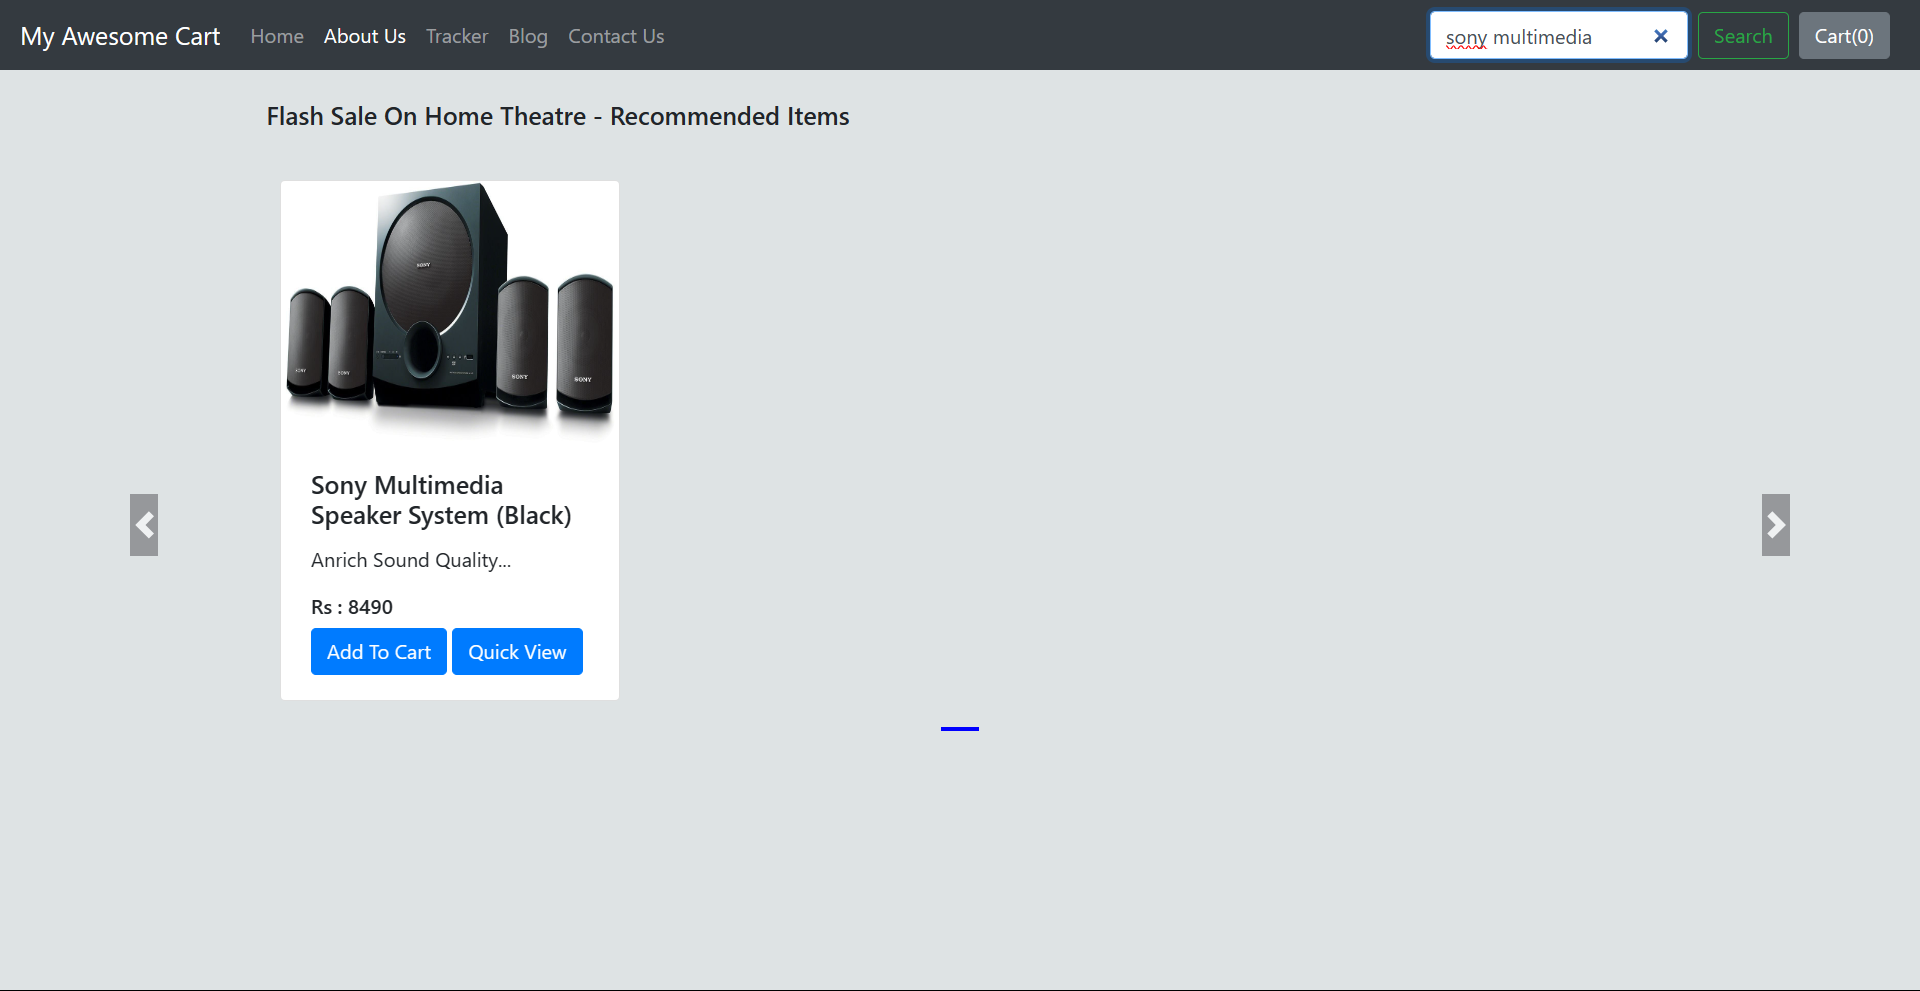 My Awesome Cart Home About Us Tracker Blog Contact Us sony multimedia Search Cart(0)
Flash Sale On Home Theatre - Recommended Items
SONY
SONY SONY SONY SONY
Sony Multimedia
Speaker System (Black)
Anrich Sound Quality...
Rs : 8490
Add To Cart Quick View